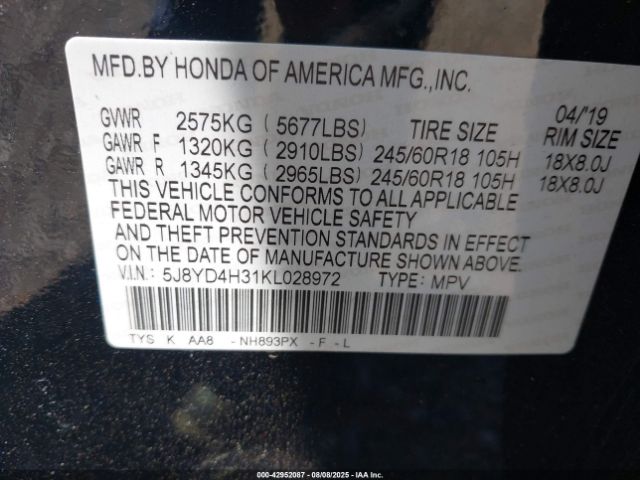 MFD.BY HONDA OF AMERICA MFG.,INC.
04/'19
GVWR 2575KG (5677LBS) TIRE SIZE RIM SIZE
GAWR F 1320KG (2910LBS) 245/60R18 105H 18X8.0J
GAWR R 1345KG (2965LBS) 245/60R18 105H 18X8.0J
THIS VEHICLE CONFORMS TO ALL APPLICABLE
FEDERAL MOTOR VEHICLE SAFETY
AND THEFT PREVENTION STANDARDS IN EFFECT
ON THE DATE OF MANUFACTURE SHOWN ABOVE.
V.I.N.: 5J8YD4H31KL028972 TYPE: MPV
TYS K AA8 - NH893PX - F - L
000-42952087 - 08/08/2025 - IAA Inc.